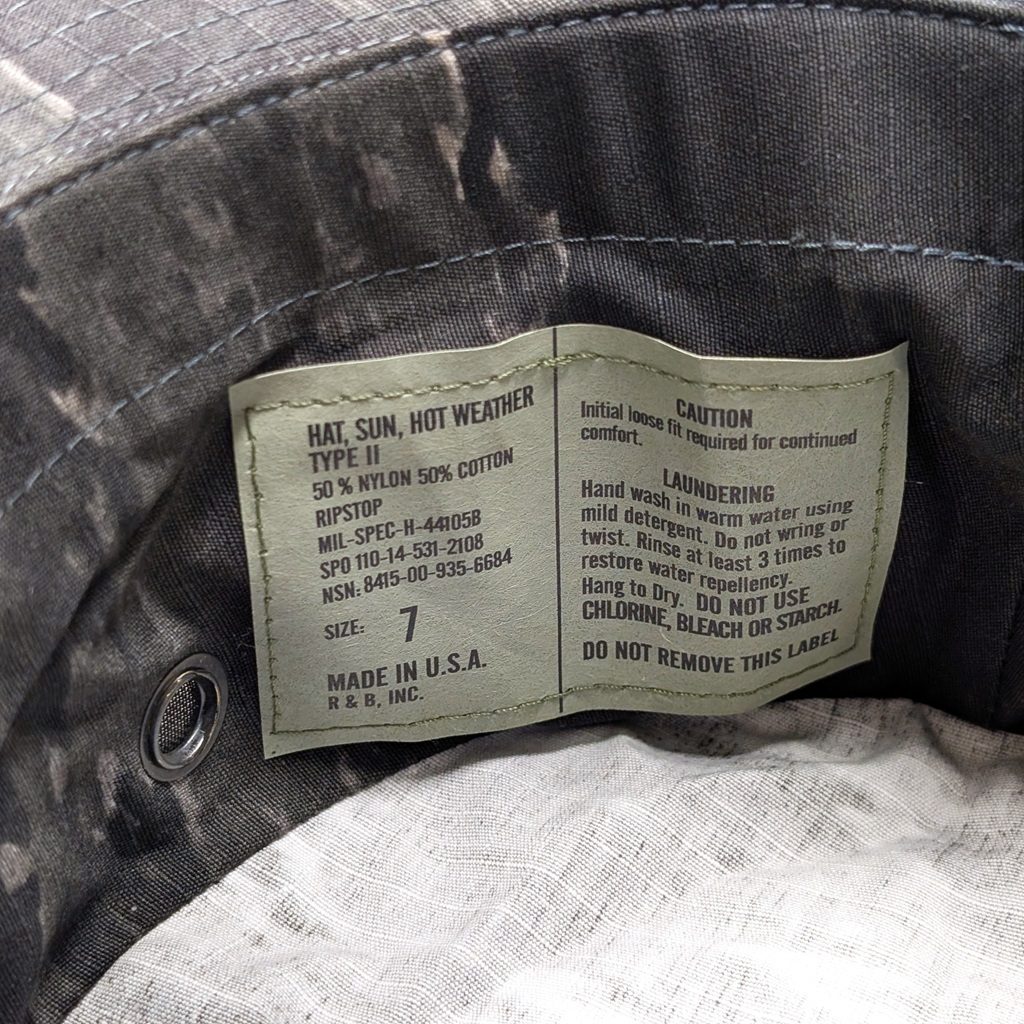 HAT, SUN, HOT WEATHER
TYPE II
50 % NYLON 50% COTTON
RIPSTOP
MIL-SPEC-H-44105B
SPO 110-14-531-2108
NSN: 8415-00-935-6684
SIZE: 7
MADE IN U.S.A.
R & B, INC.
CAUTION
Initial loose fit required for continued
comfort.
LAUNDERING
Hand wash in warm water using
mild detergent. Do not wring or
twist. Rinse at least 3 times to
restore water repellency.
Hang to Dry. DO NOT USE
CHLORINE, BLEACH OR STARCH.
DO NOT REMOVE THIS LABEL